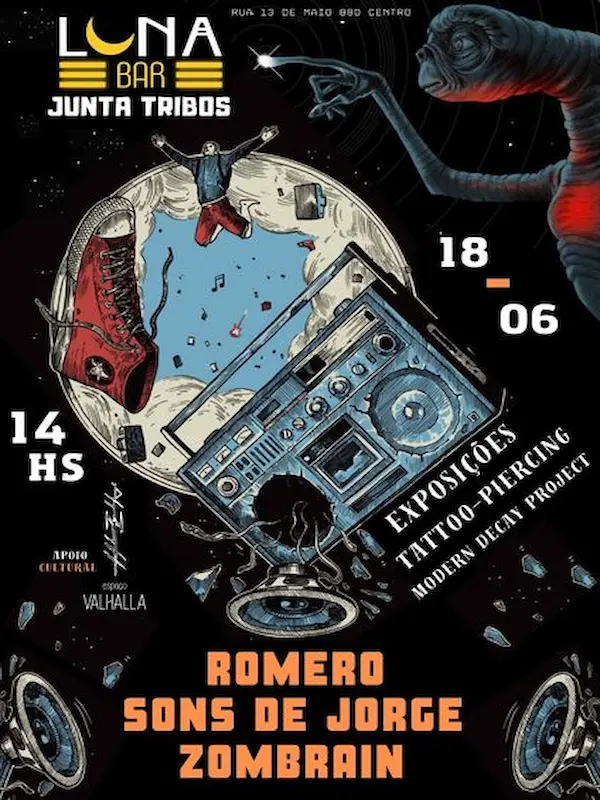 RUA 13 DE MAIO 880 CENTRO
LUNA
BAR
JUNTA TRIBOS
18
-
06
14
HS
EXPOSIÇÕES
TATTOO-PIERCING
MODERN DECAY PROJECT
APOIO
CULTURAL
espaço
VALHALLA
ROMERO
SONS DE JORGE
ZOMBRAIN